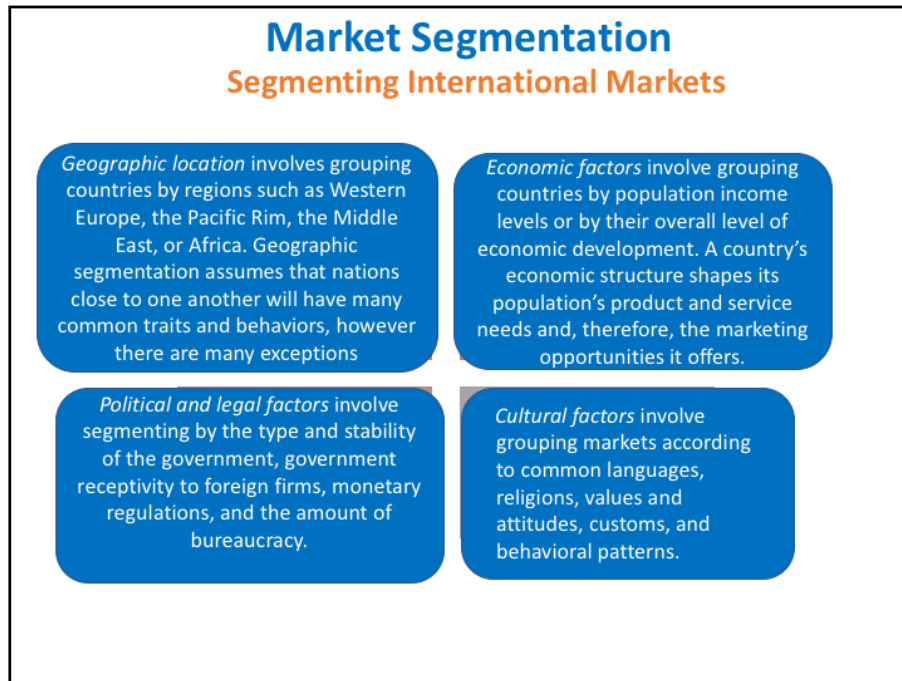 Market Segmentation
Segmenting International Markets
Geographic location involves grouping
countries by regions such as Western
Europe, the Pacific Rim, the Middle
East, or Africa. Geographic
segmentation assumes that nations
close to one another will have many
common traits and behaviors, however
there are many exceptions
Economic factors involve grouping
countries by population income
levels or by their overall level of
economic development. A country’s
economic structure shapes its
population’s product and service
needs and, therefore, the marketing
opportunities it offers.
Political and legal factors involve
segmenting by the type and stability
of the government, government
receptivity to foreign firms, monetary
regulations, and the amount of
bureaucracy.
Cultural factors involve
grouping markets according
to common languages,
religions, values and
attitudes, customs, and
behavioral patterns.